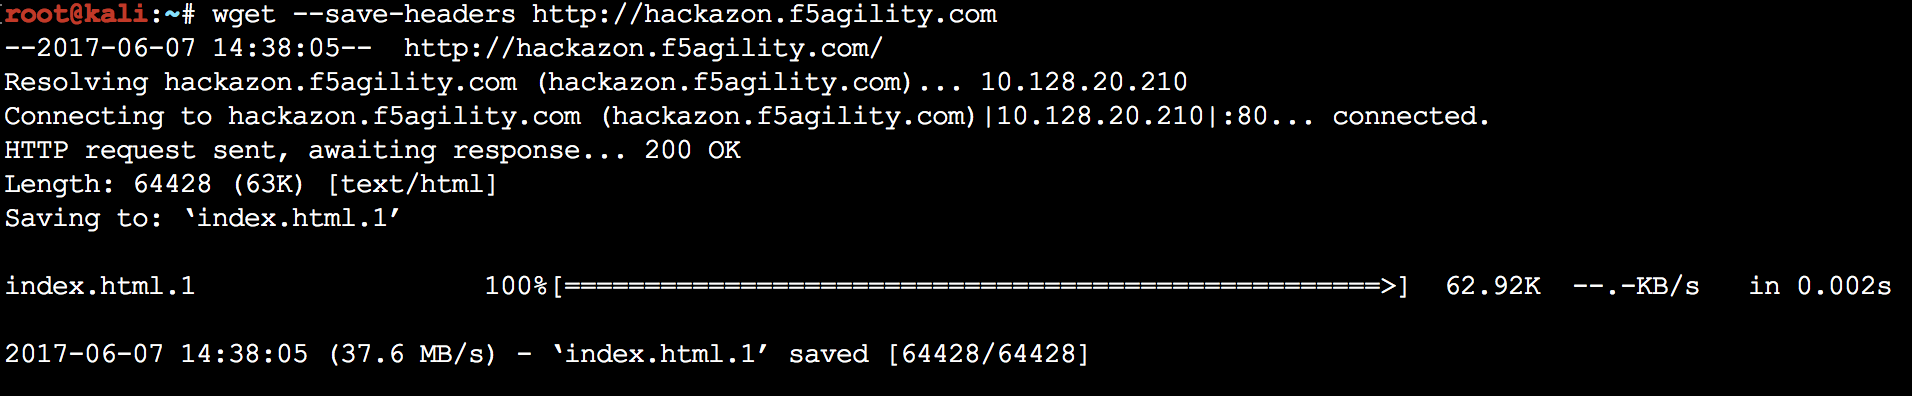 root@kali:~# wget --save-headers http://hackazon.f5agility.com
--2017-06-07 14:38:05--  http://hackazon.f5agility.com/
Resolving hackazon.f5agility.com (hackazon.f5agility.com)... 10.128.20.210
Connecting to hackazon.f5agility.com (hackazon.f5agility.com)|10.128.20.210|:80... connected.
HTTP request sent, awaiting response... 200 OK
Length: 64428 (63K) [text/html]
Saving to: ‘index.html.1’
index.html.1                  100%[===================================================>]  62.92K  --.-KB/s   in 0.002s
2017-06-07 14:38:05 (37.6 MB/s) - ‘index.html.1’ saved [64428/64428]